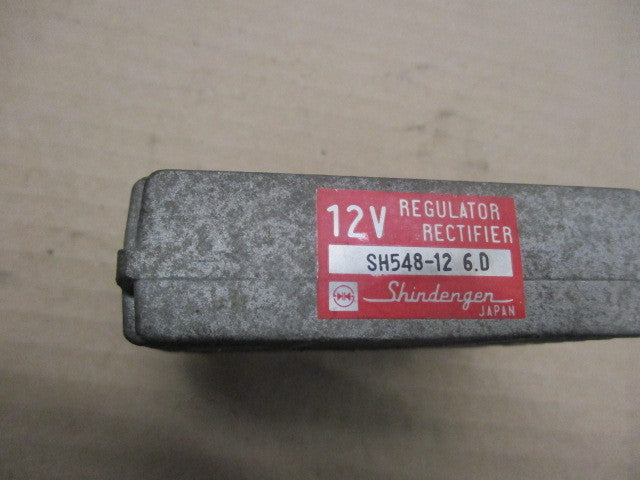 12V REGULATOR
RECTIFIER
SH548-12 6.D
Shindengen
JAPAN